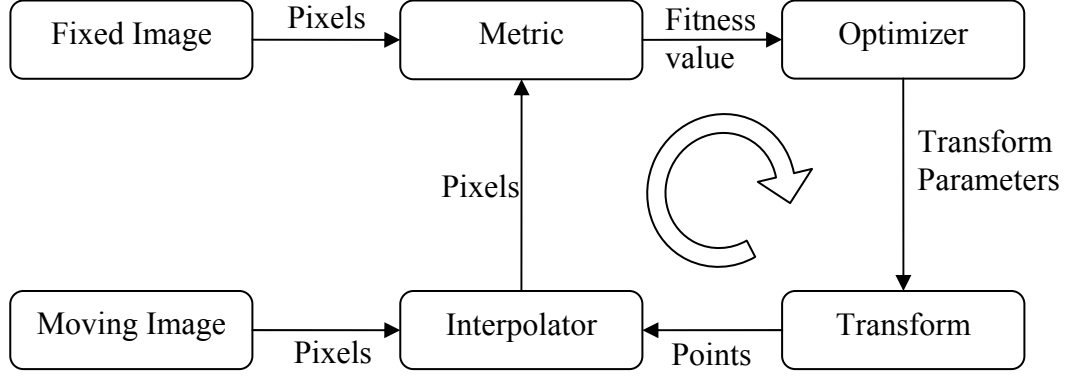 Fixed Image
Pixels
Metric
Fitness
value
Optimizer
Pixels
Transform
Parameters
Moving Image
Pixels
Interpolator
Points
Transform